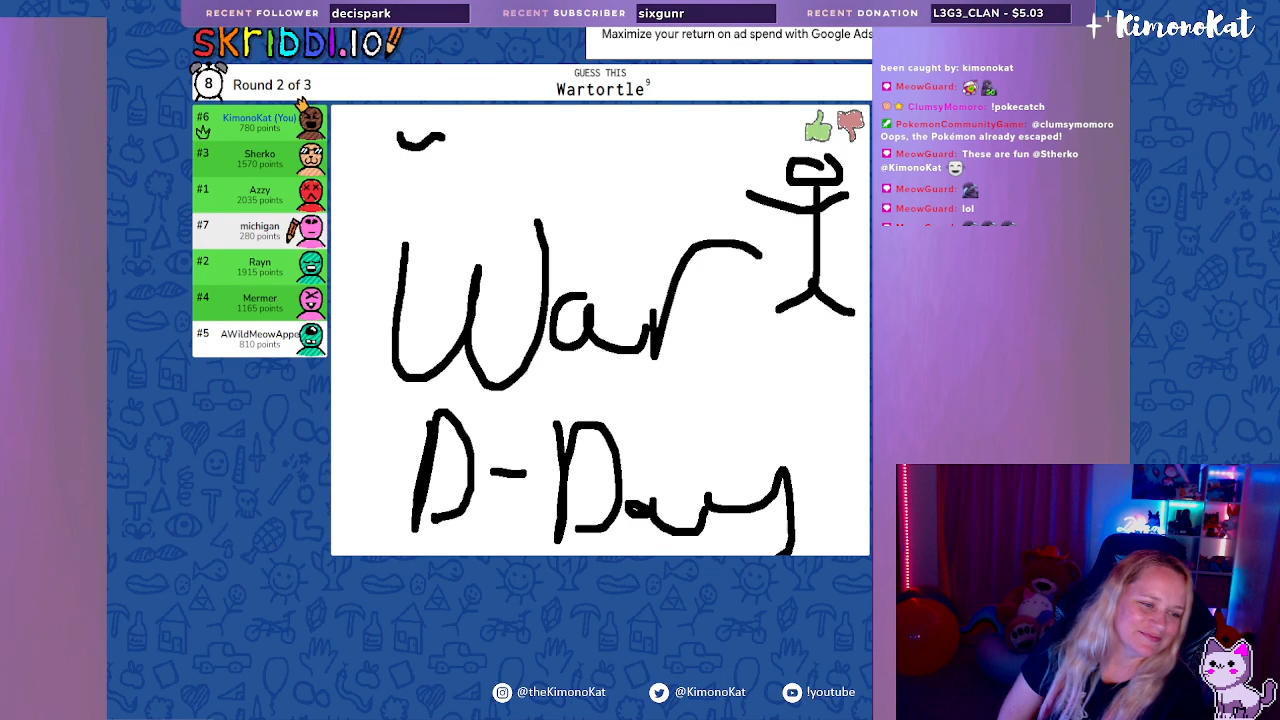 RECENT FOLLOWER decispark RECENT SUBSCRIBER sixgunr RECENT DONATION L3G3_CLAN - $5.03
KimonoKat
skribbl.io
Maximize your return on ad spend with Google Ads
8 Round 2 of 3
GUESS THIS
Wartortle 9
#6 KimonoKat (You)
780 points
#3 Sherko
1570 points
#1 Azzy
2035 points
#7 michigan
280 points
#2 Rayn
1915 points
#4 Mermer
1165 points
#5 AWildMeowAppe
810 points
War
D-Day
been caught by: kimonokat
MeowGuard:
ClumsyMomoro: !pokecatch
PokemonCommunityGame: @clumsymomoro
Oops, the Pokémon already escaped!
MeowGuard: These are fun @Stherko
@KimonoKat
MeowGuard:
MeowGuard: lol
MeowGuard:
@theKimonoKat @KimonoKat !youtube